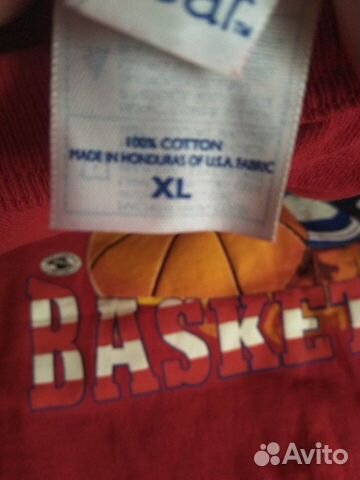 100% COTTON
MADE IN HONDURAS OF U.S.A. FABRIC
XL
BASKET
Avito